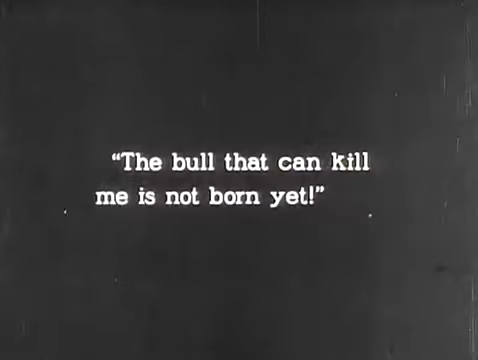 “The bull that can kill
me is not born yet!”